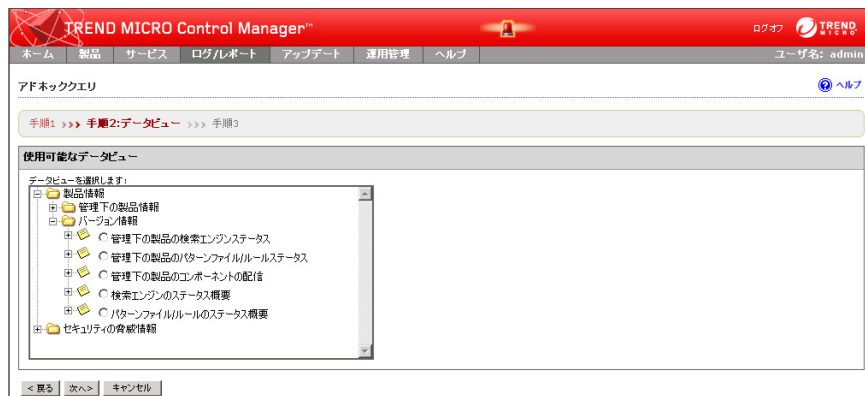 TREND MICRO Control Manager™
ログオフ TREND MICRO
ホーム 製品 サービス ログ/レポート アップデート 運用管理 ヘルプ ユーザ名: admin
アドホッククエリ ヘルプ
手順1 >>> 手順2:データビュー >>> 手順3
使用可能なデータビュー
データビューを選択します:
製品情報
管理下の製品情報
バージョン情報
管理下の製品の検索エンジンステータス
管理下の製品のパターンファイル/ルールステータス
管理下の製品のコンポーネントの配信
検索エンジンのステータス概要
パターンファイル/ルールのステータス概要
セキュリティの脅威情報
< 戻る 次へ> キャンセル